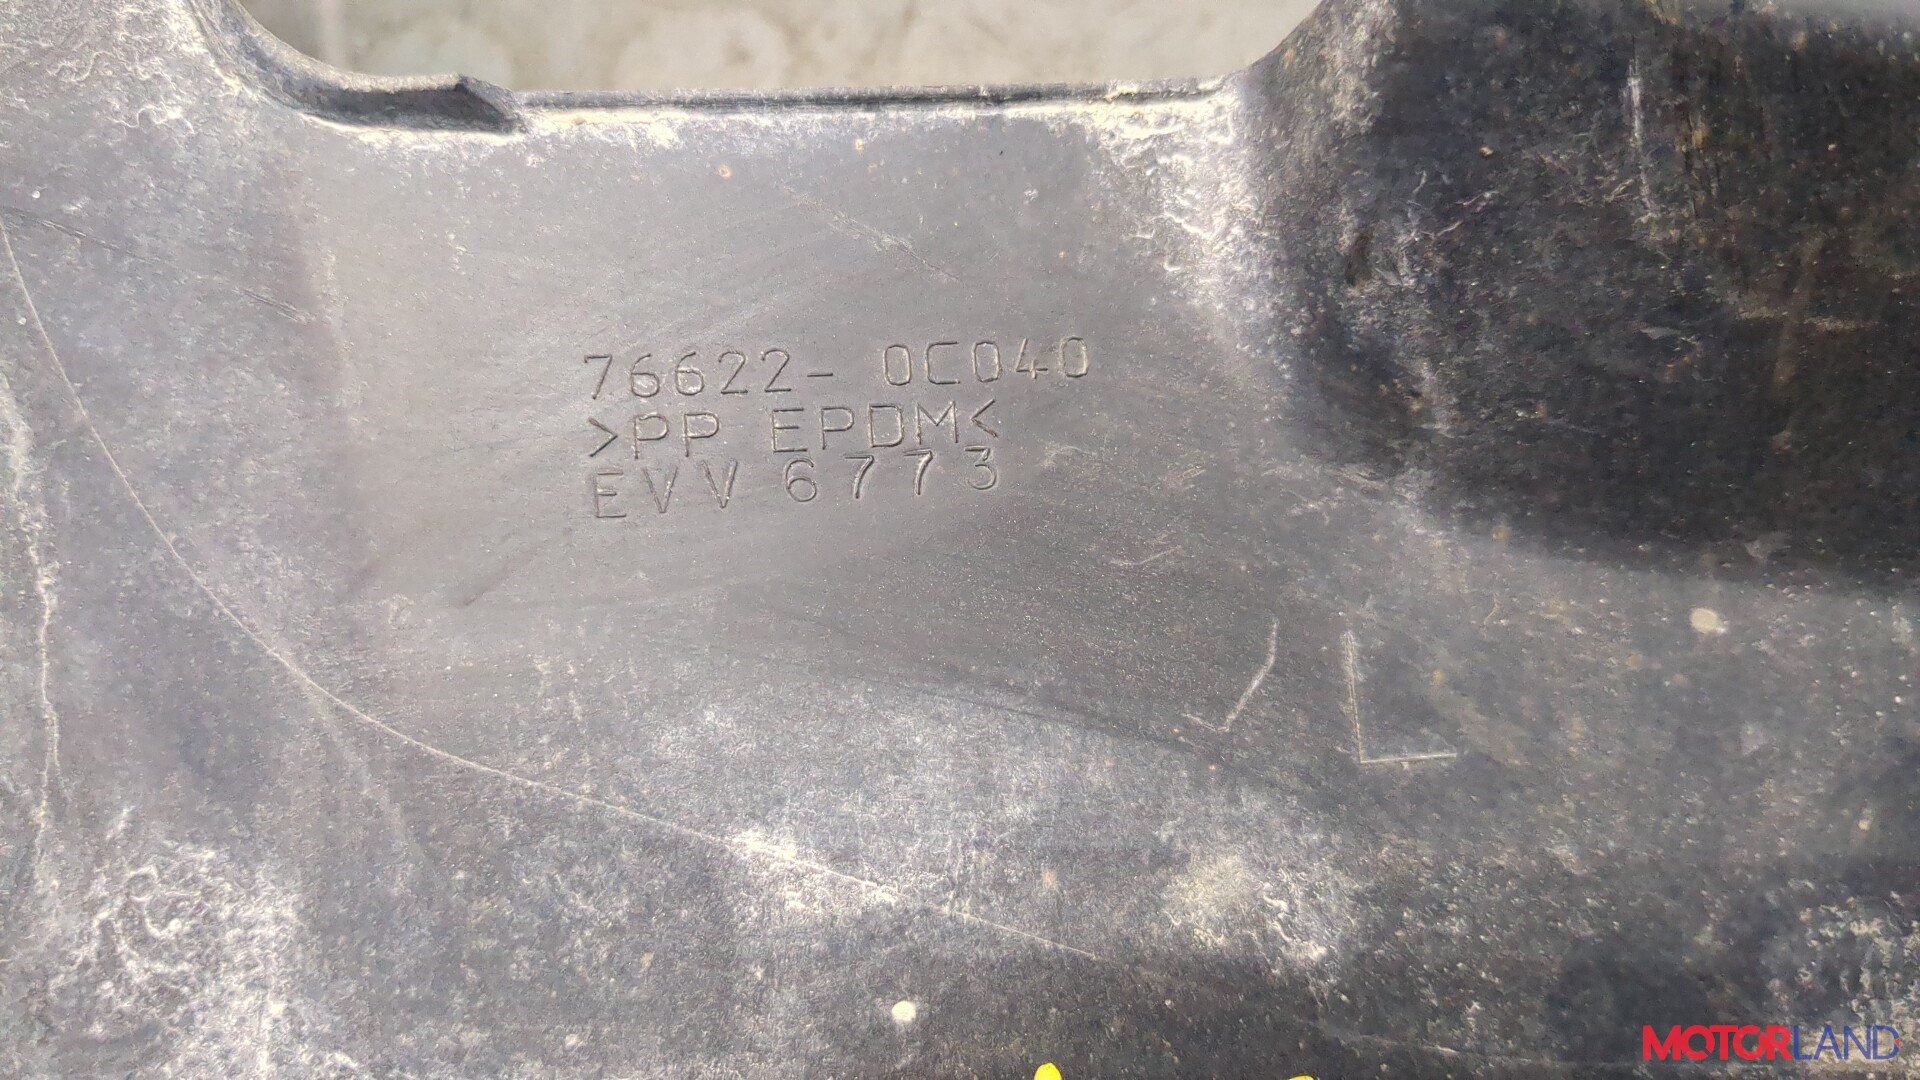 76622- 0C040
>PP EPDM<
EVV 6773
L
MOTORLAND